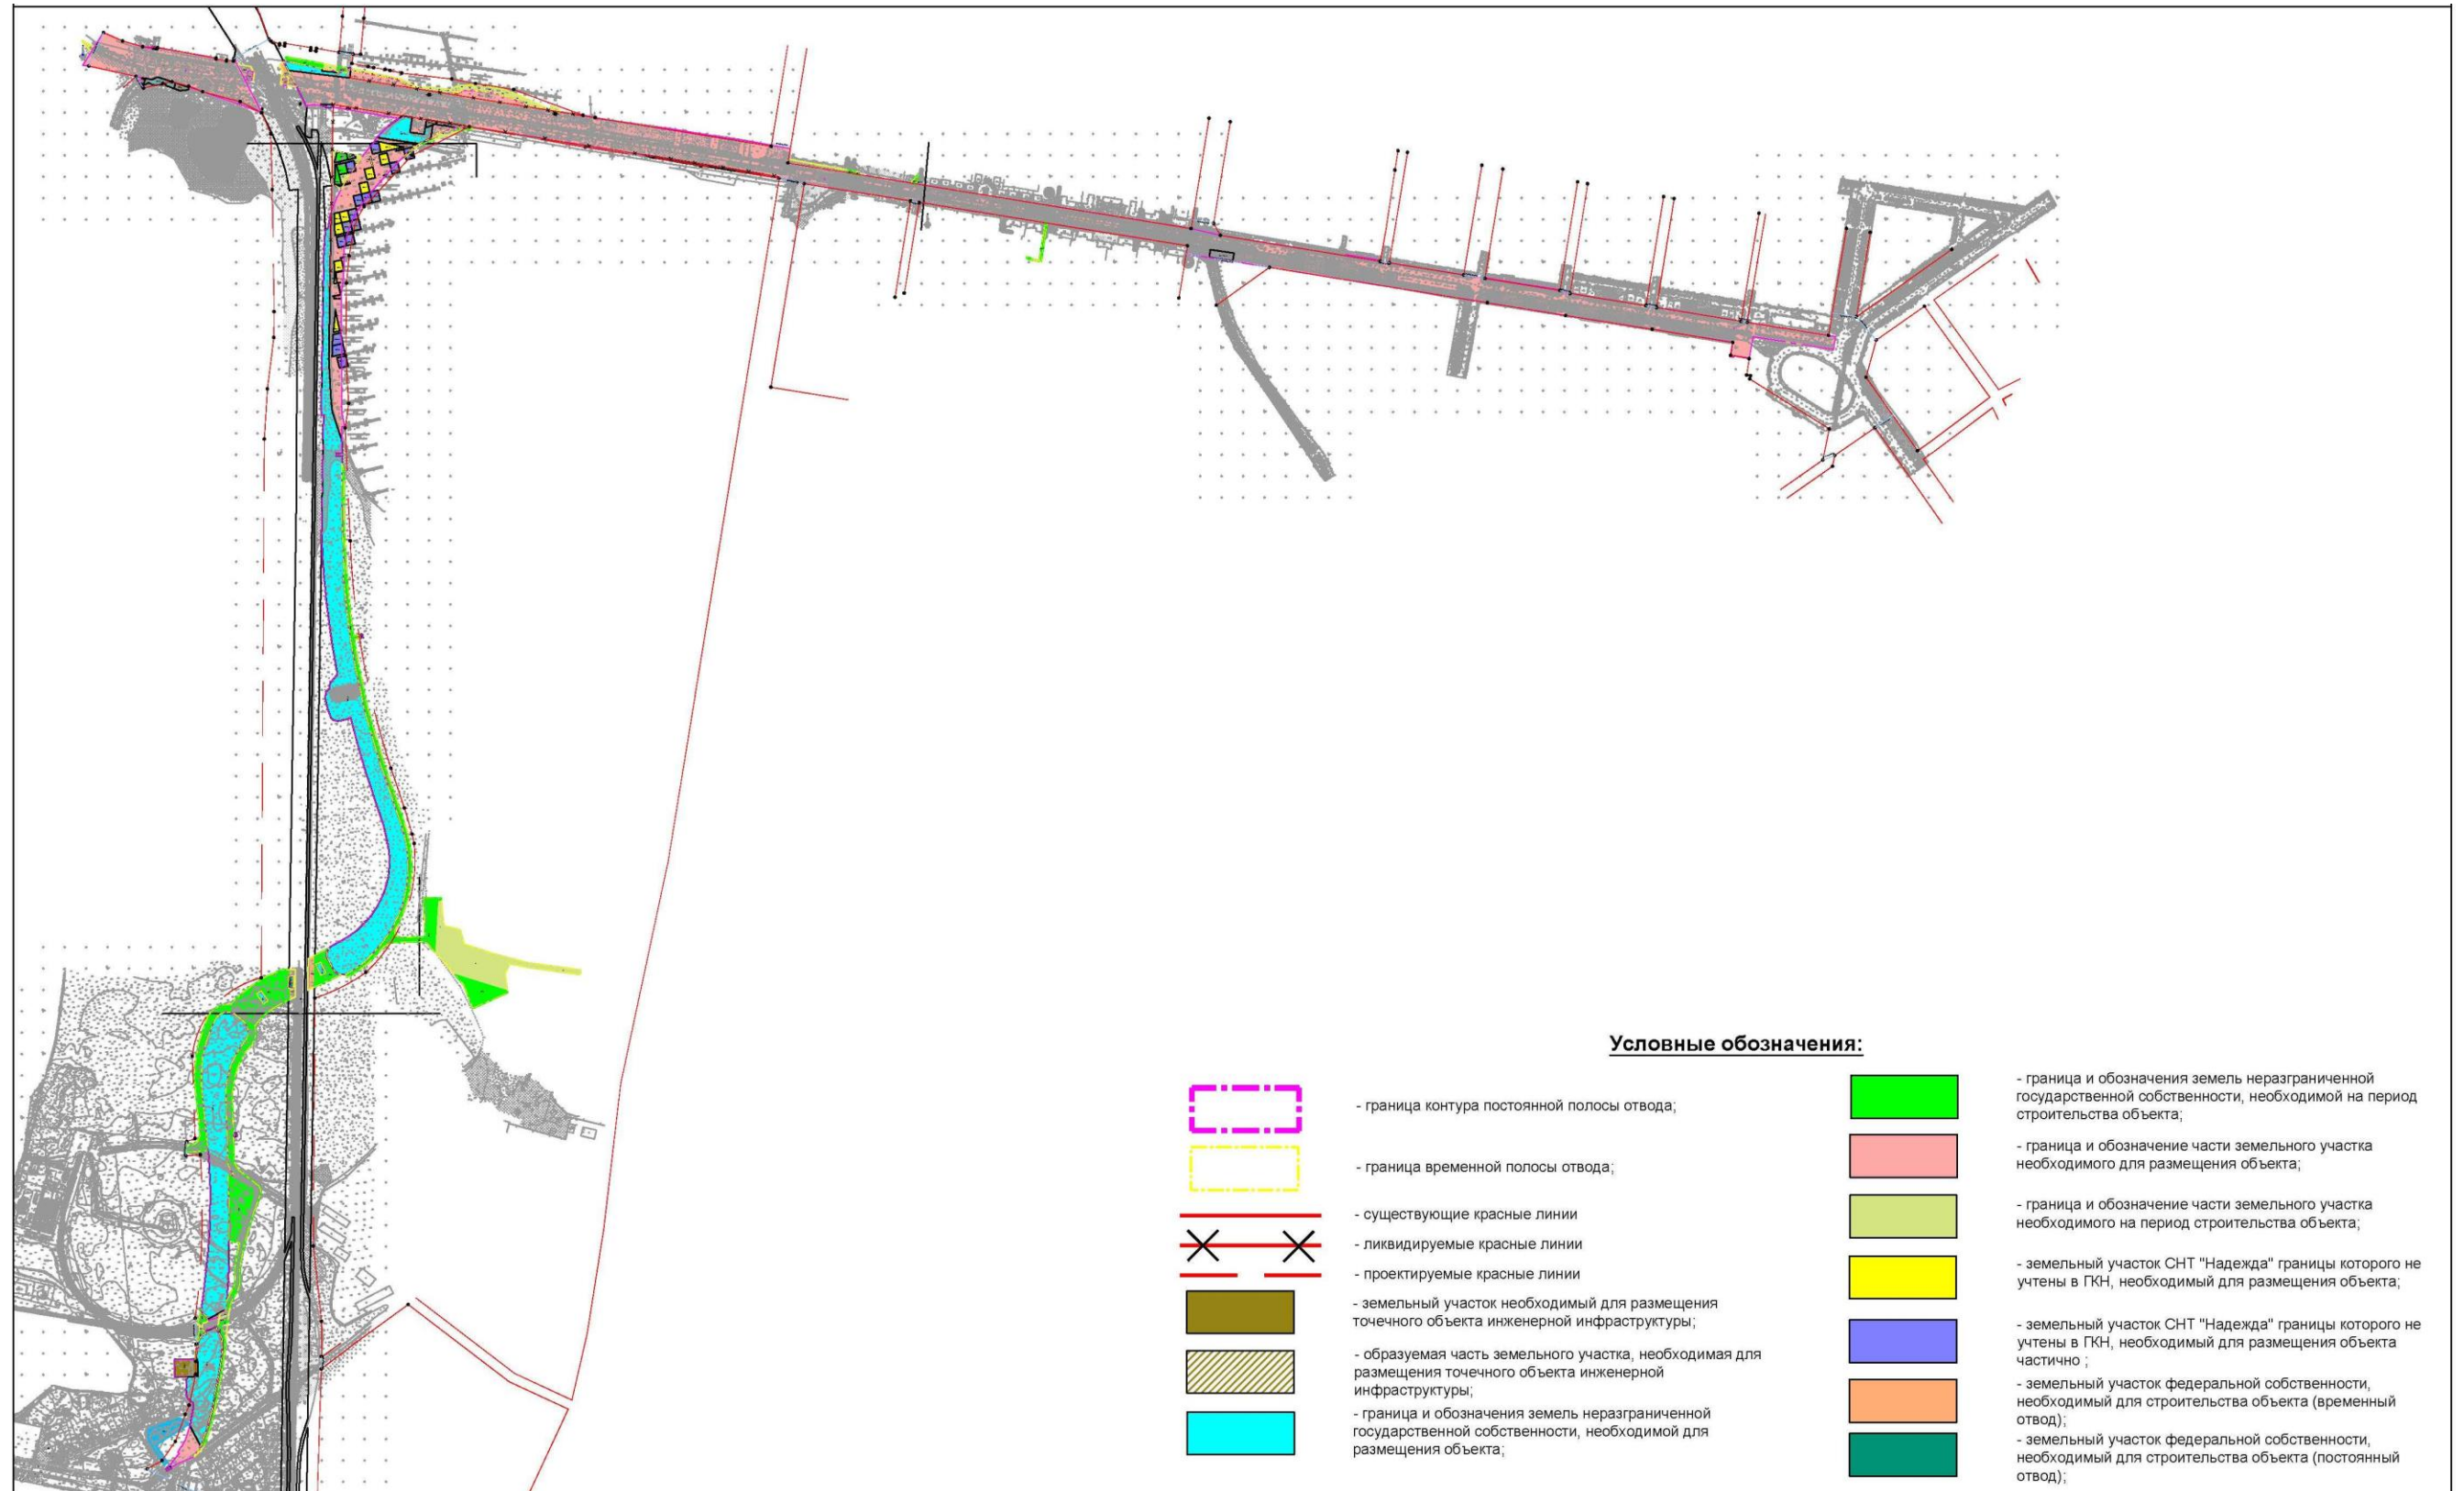 Условные обозначения:
- граница контура постоянной полосы отвода;
- граница временной полосы отвода;
- существующие красные линии
- ликвидируемые красные линии
- проектируемые красные линии
- земельный участок необходимый для размещения
точечного объекта инженерной инфраструктуры;
- образуемая часть земельного участка, необходимая для
размещения точечного объекта инженерной
инфраструктуры;
- граница и обозначения земель неразграниченной
государственной собственности, необходимой для
размещения объекта;
- граница и обозначения земель неразграниченной
государственной собственности, необходимой на период
строительства объекта;
- граница и обозначение части земельного участка
необходимого для размещения объекта;
- граница и обозначение части земельного участка
необходимого на период строительства объекта;
- земельный участок СНТ "Надежда" границы которого не
учтены в ГКН, необходимый для размещения объекта;
- земельный участок СНТ "Надежда" границы которого не
учтены в ГКН, необходимый для размещения объекта
частично ;
- земельный участок федеральной собственности,
необходимый для строительства объекта (временный
отвод);
- земельный участок федеральной собственности,
необходимый для строительства объекта (постоянный
отвод);